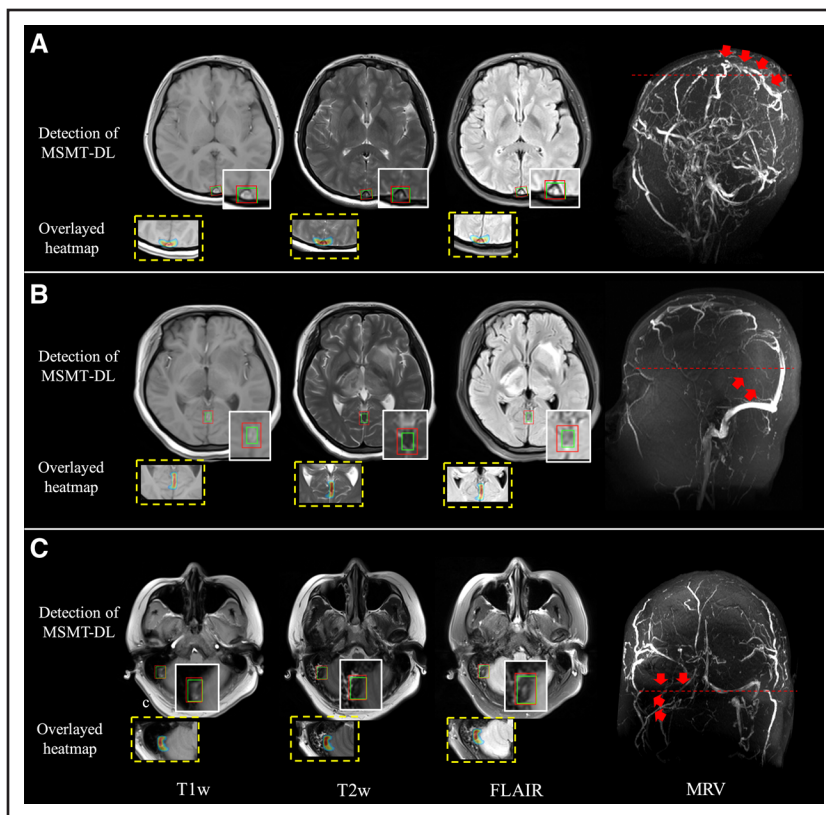 A
Detection of
MSMT-DL
Overlayed
heatmap
B
Detection of
MSMT-DL
Overlayed
heatmap
C
Detection of
MSMT-DL
c
Overlayed
heatmap
T1w
T2w
FLAIR
MRV